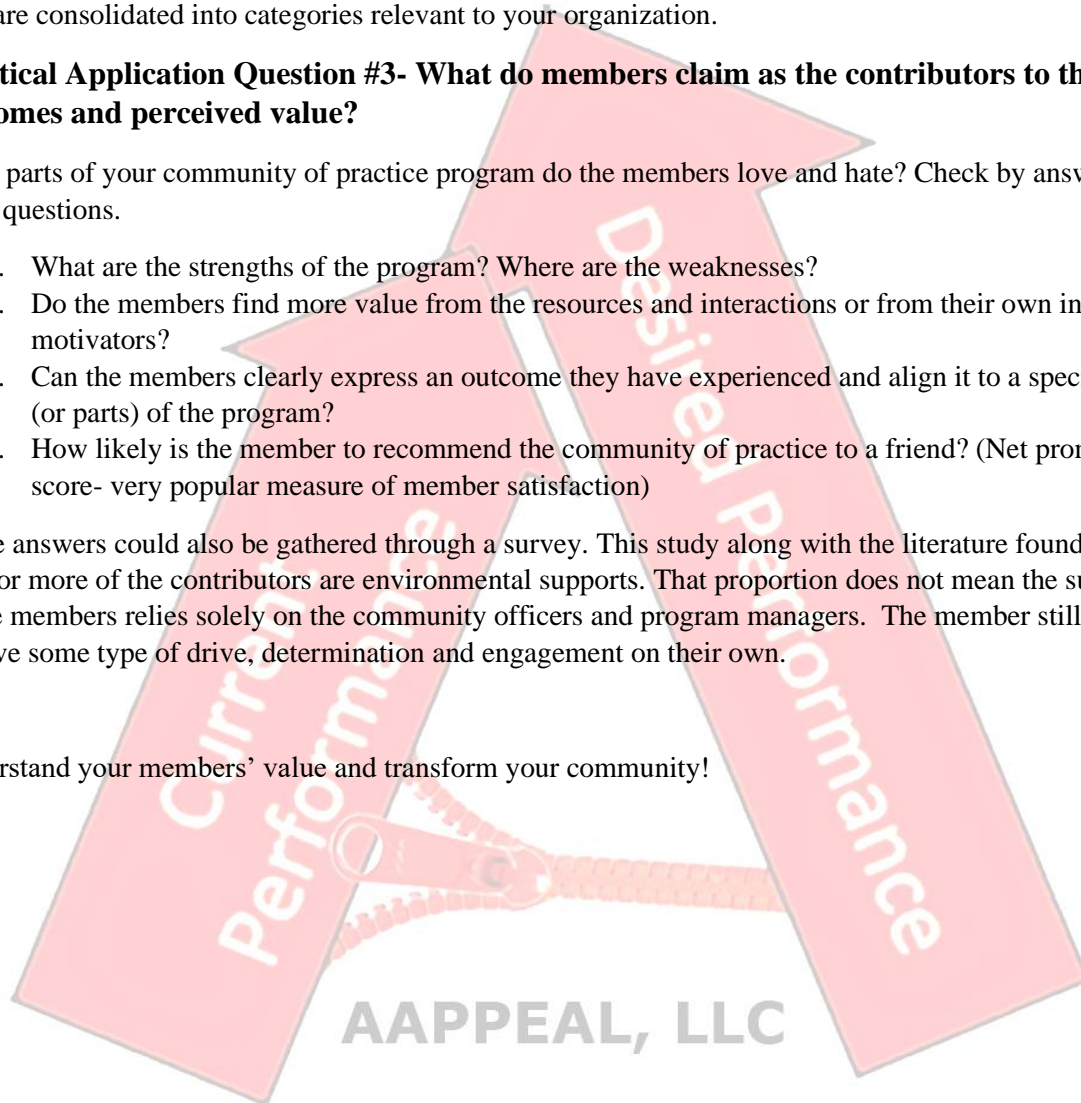 are consolidated into categories relevant to your organization.
tical Application Question #3- What do members claim as the contributors to th
omes and perceived value?
parts of your community of practice program do the members love and hate? Check by answ
questions.
. What are the strengths of the program? Where are the weaknesses?
. Do the members find more value from the resources and interactions or from their own in
motivators?
. Can the members clearly express an outcome they have experienced and align it to a speci
(or parts) of the program?
. How likely is the member to recommend the community of practice to a friend? (Net pron
score- very popular measure of member satisfaction)
e answers could also be gathered through a survey. This study along with the literature found
or more of the contributors are environmental supports. That proportion does not mean the su
e members relies solely on the community officers and program managers.  The member still
ve some type of drive, determination and engagement on their own.
rstand your members’ value and transform your community!
Current
Performance
Desired Performance
AAPPEAL, LLC